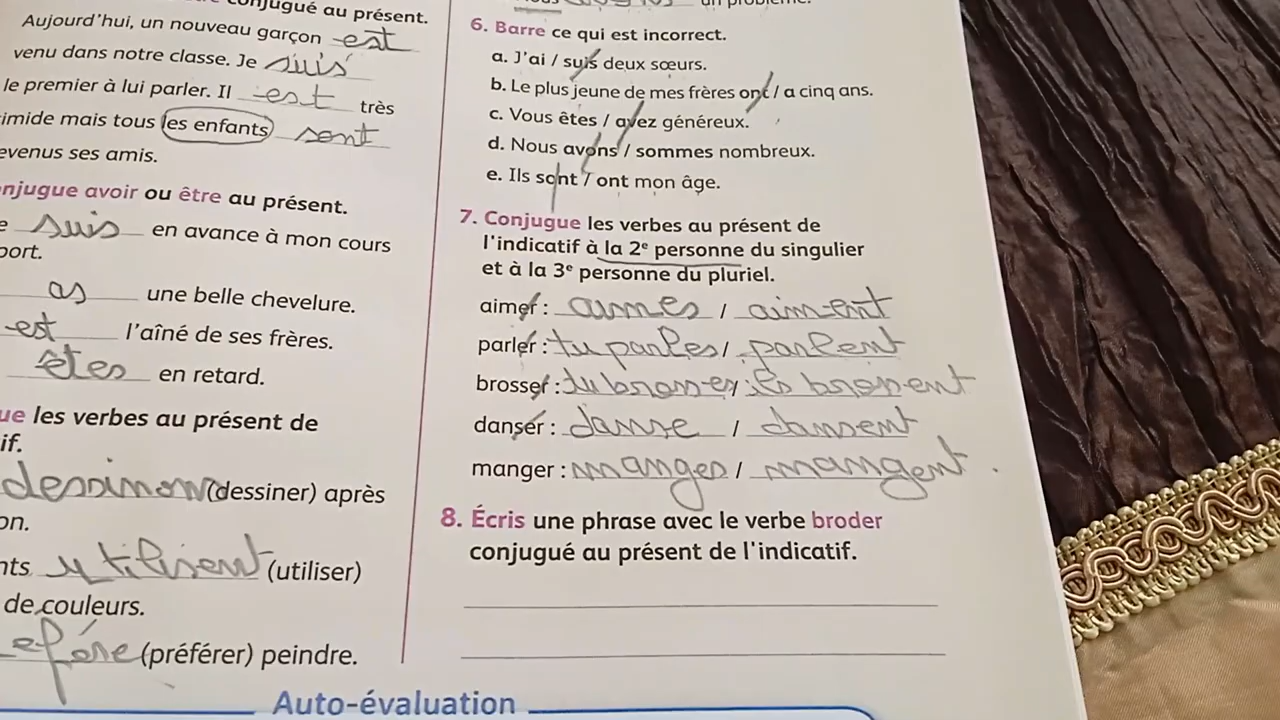 conjugué au présent.
Aujourd'hui, un nouveau garçon est
venu dans notre classe. Je suis
le premier à lui parler. Il est très
imide mais tous les enfants sont
evenus ses amis.
njugue avoir ou être au présent.
e suis en avance à mon cours
port.
as une belle chevelure.
est l'aîné de ses frères.
êtes en retard.
ue les verbes au présent de
if.
dessinons (dessiner) après
on.
nts utilisent (utiliser)
de couleurs.
(préférer) peindre.
un problème.
6. Barre ce qui est incorrect.
a. J'ai / suis deux sœurs.
b. Le plus jeune de mes frères ont / a cinq ans.
c. Vous êtes / avez généreux.
d. Nous avons / sommes nombreux.
e. Ils sont / ont mon âge.
7. Conjugue les verbes au présent de
l'indicatif à la 2e personne du singulier
et à la 3e personne du pluriel.
aimer : aimes / aiment
parler : tu parles / parlent
brosser : tu brosses / ils brossent
danser : danse / dansent
manger : manges / mangent
8. Écris une phrase avec le verbe broder
conjugué au présent de l'indicatif.
Auto-évaluation